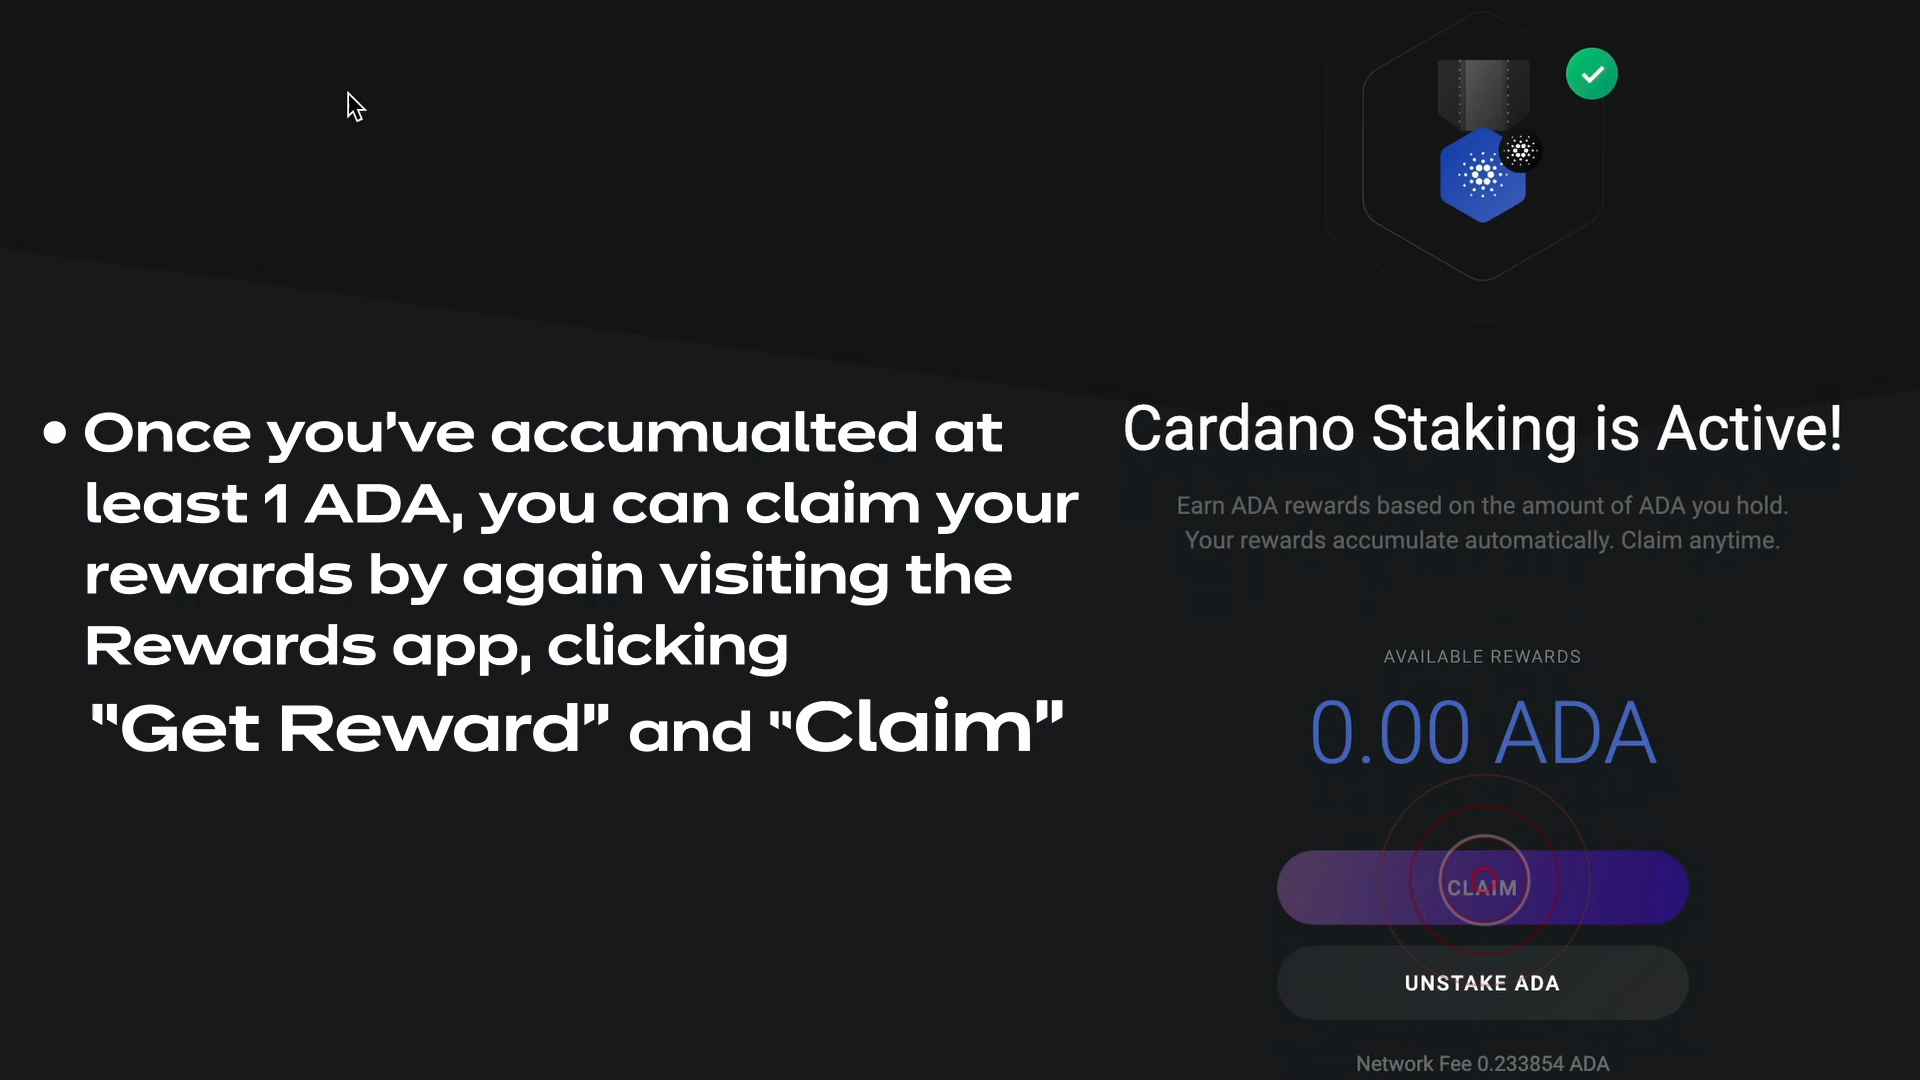 • Once you've accumualted at
least 1 ADA, you can claim your
rewards by again visiting the
Rewards app, clicking
"Get Reward” and "Claim”
Cardano Staking is Active!
Earn ADA rewards based on the amount of ADA you hold.
Your rewards accumulate automatically. Claim anytime.
AVAILABLE REWARDS
0.00 ADA
CLAIM
UNSTAKE ADA
Network Fee 0.233854 ADA